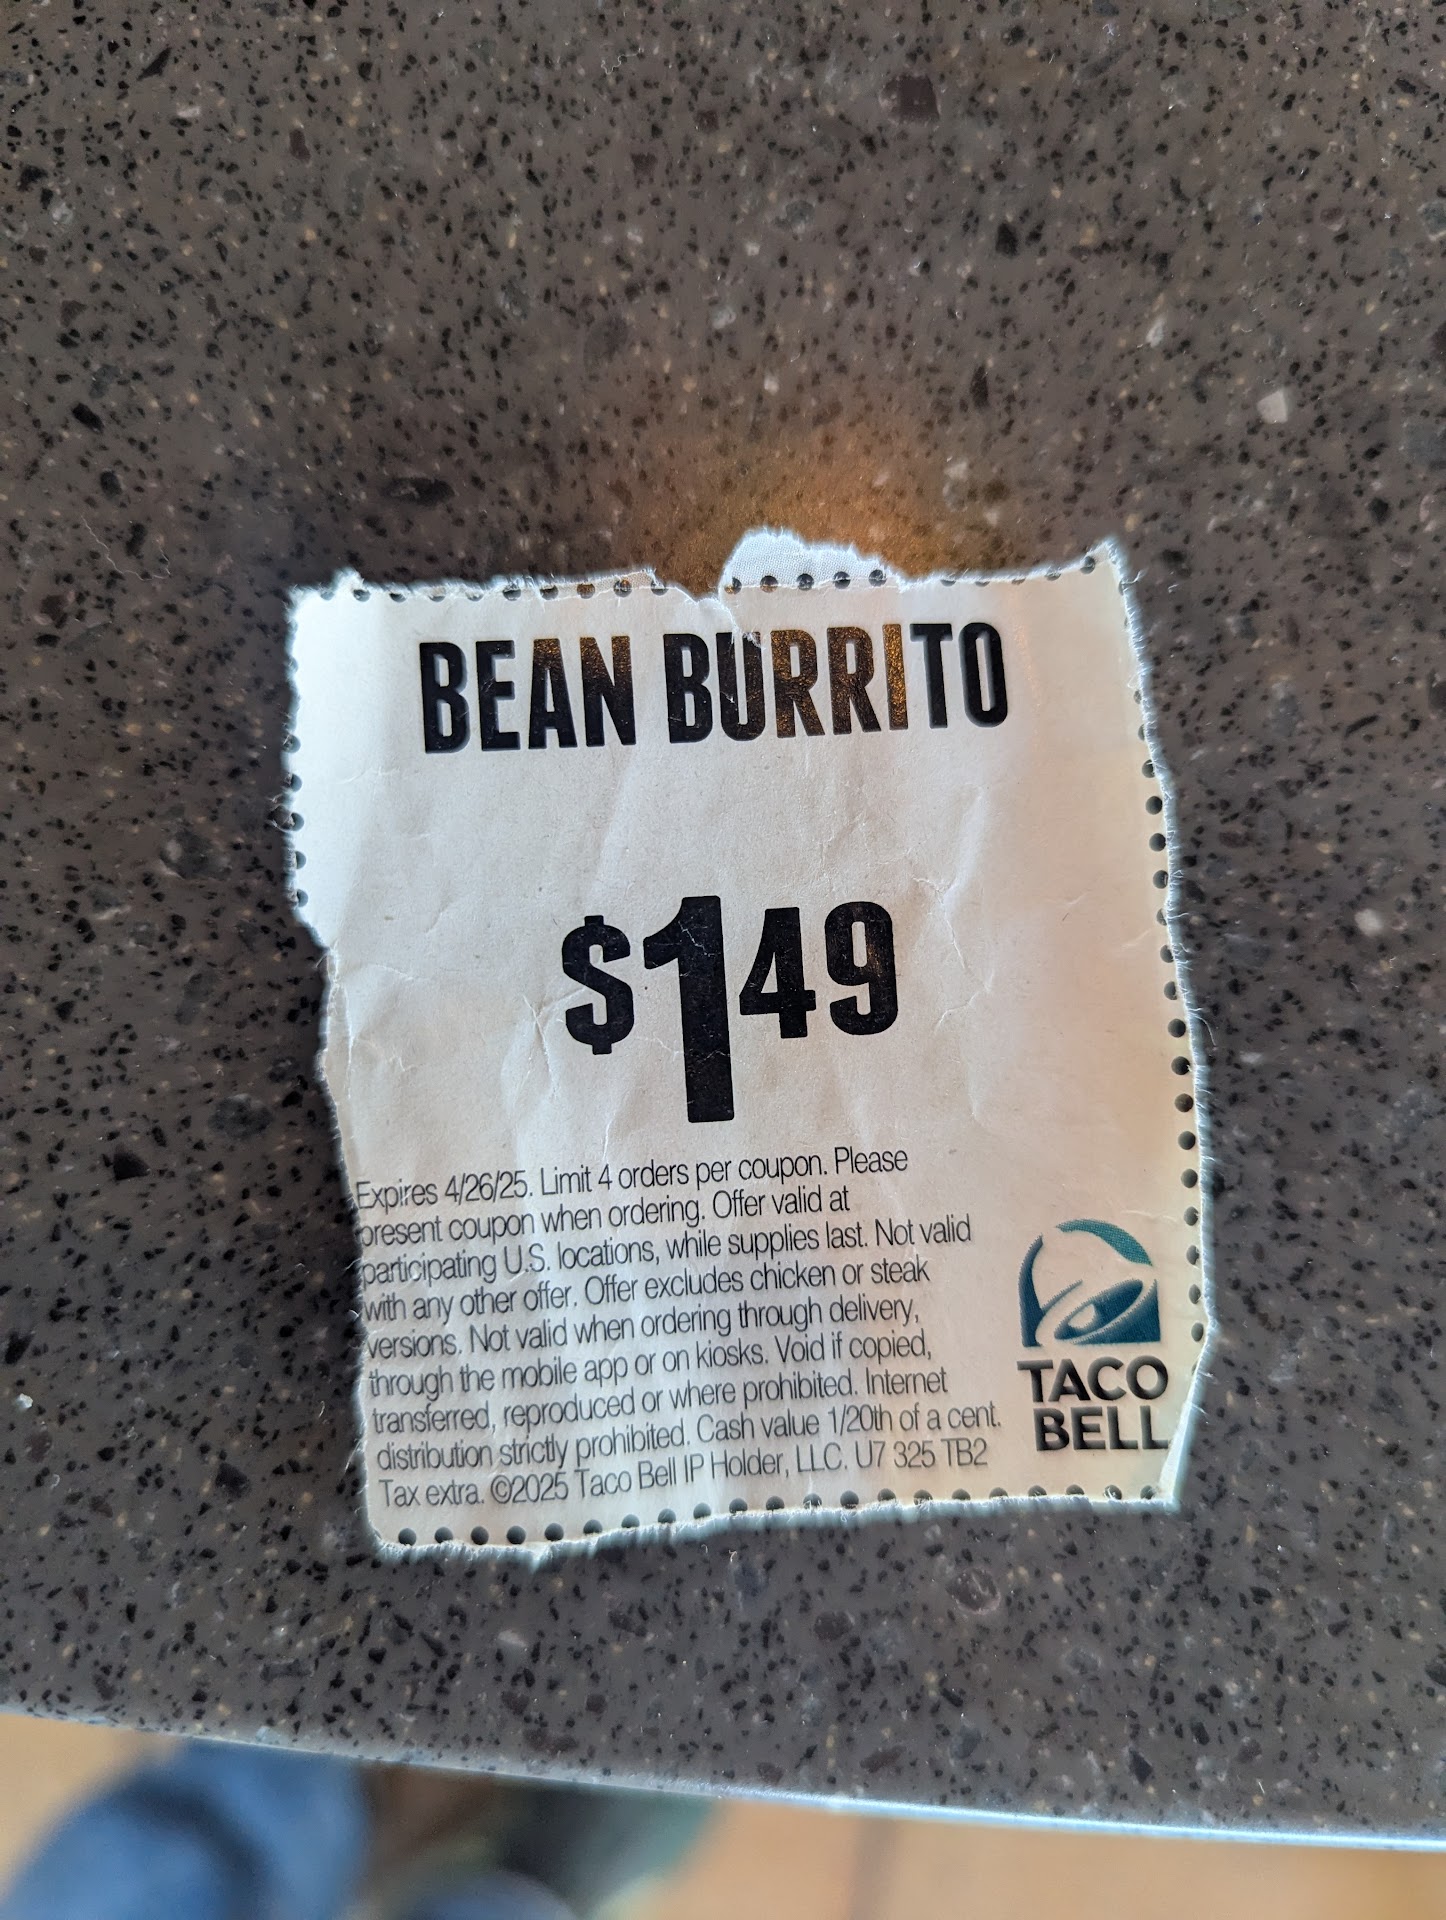 BEAN BURRITO
$149
Expires 4/26/25. Limit 4 orders per coupon. Please
present coupon when ordering. Offer valid at
participating U.S. locations, while supplies last. Not valid
with any other offer. Offer excludes chicken or steak
versions. Not valid when ordering through delivery,
through the mobile app or on kiosks. Void if copied,
transferred, reproduced or where prohibited. Internet
distribution strictly prohibited. Cash value 1/20th of a cent.
Tax extra. ©2025 Taco Bell IP Holder, LLC. U7 325 TB2
TACO
BELL